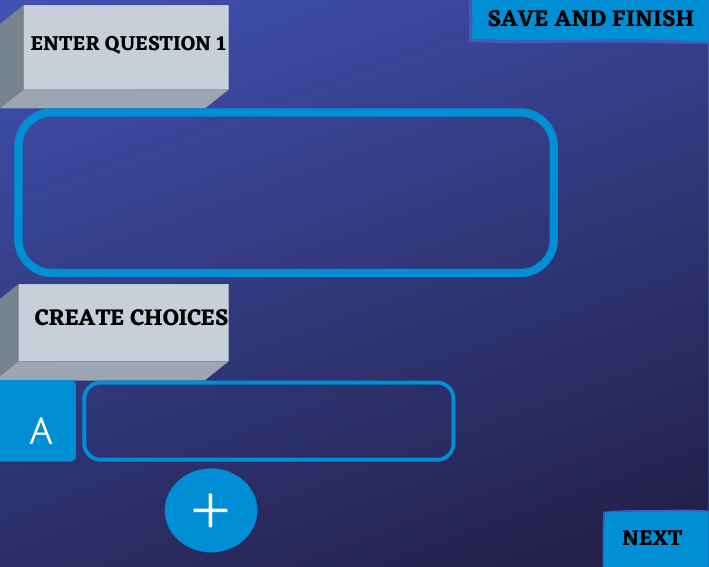 SAVE AND FINISH
ENTER QUESTION 1
CREATE CHOICES
A
+
NEXT